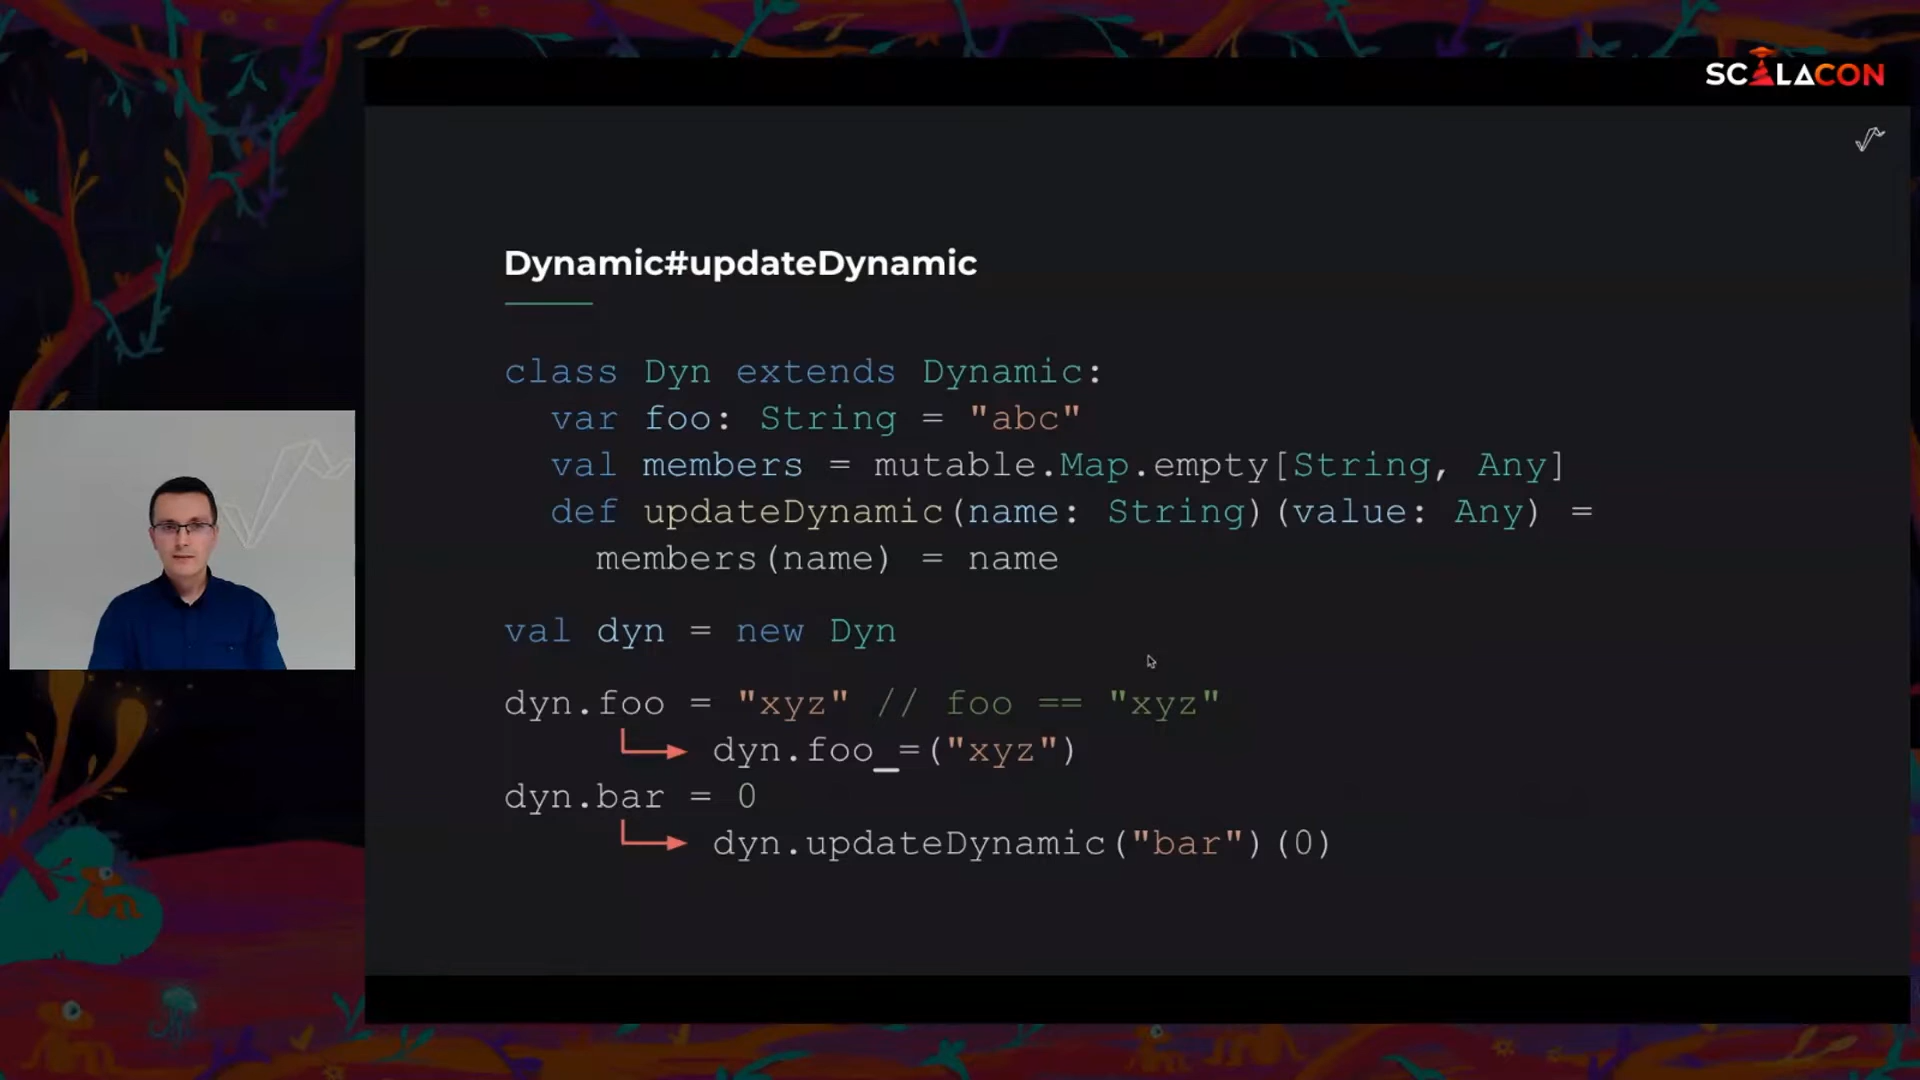 SCALACON
Dynamic#updateDynamic
class Dyn extends Dynamic:
var foo: String = "abc"
val members = mutable.Map.empty[String, Any]
def updateDynamic(name: String)(value: Any) =
members(name) = name
val dyn = new Dyn
dyn.foo = "xyz" // foo == "xyz"
dyn.foo_=("xyz")
dyn.bar = 0
dyn.updateDynamic("bar")(0)